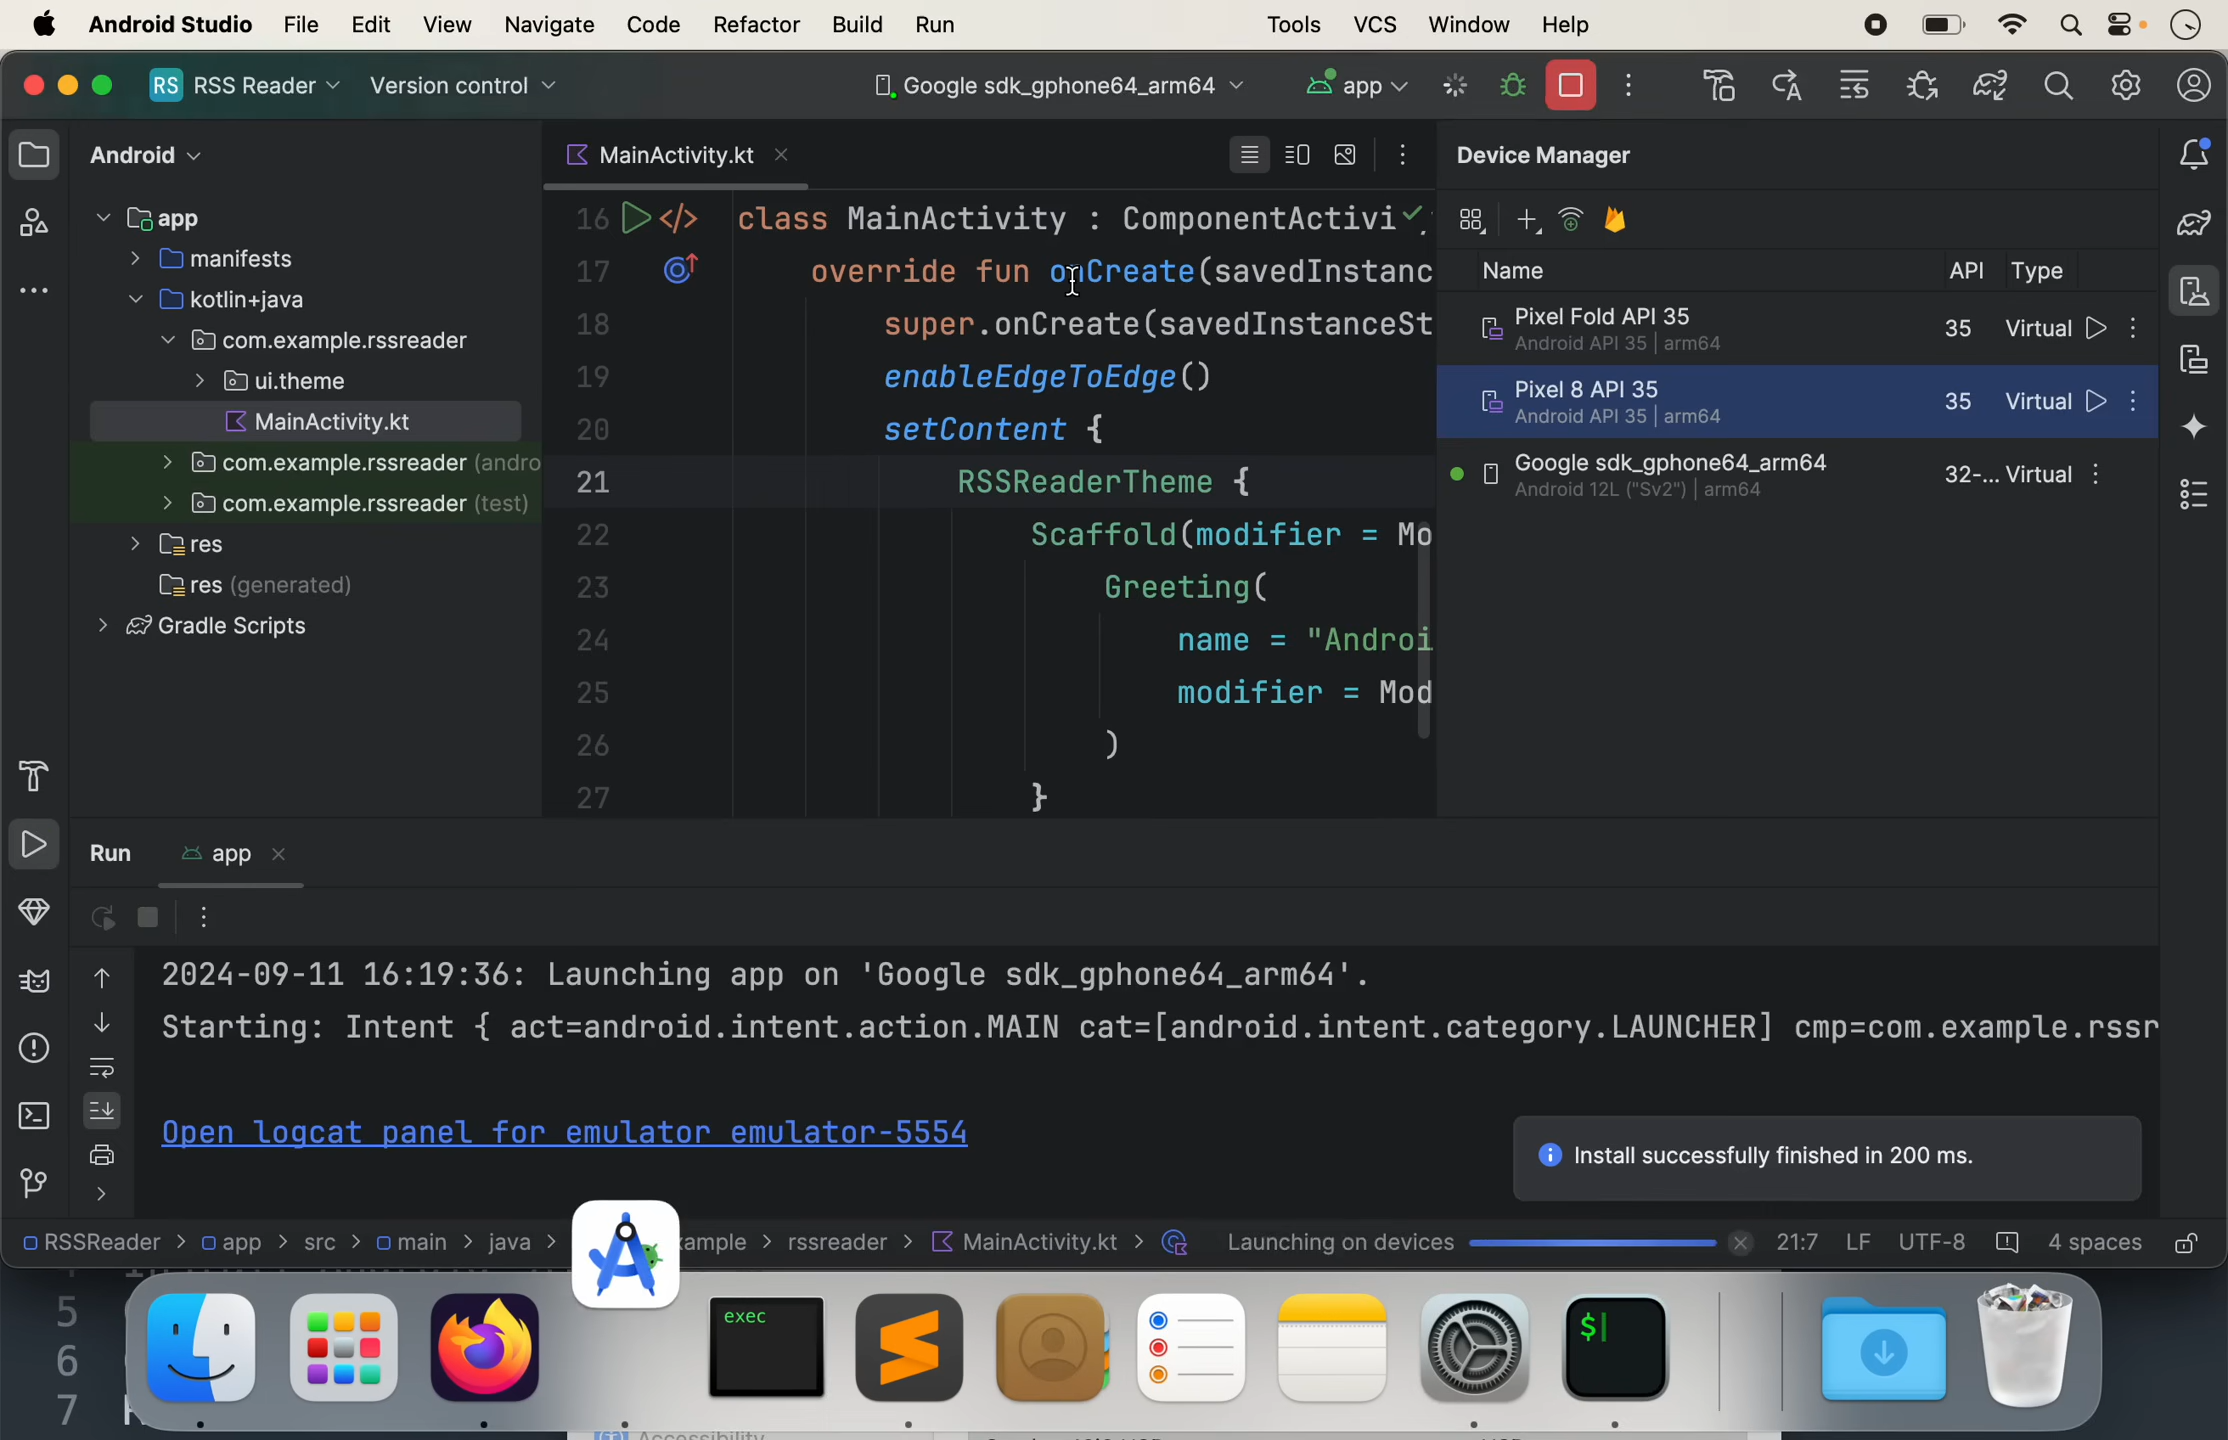 Android Studio File Edit View Navigate Code Refactor Build Run Tools VCS Window Help
RS RSS Reader Version control Google sdk_gphone64_arm64 app
Android
MainActivity.kt
Device Manager
app
manifests
kotlin+java
com.example.rssreader
ui.theme
MainActivity.kt
com.example.rssreader (andro
com.example.rssreader (test)
res
res (generated)
Gradle Scripts
16 class MainActivity : ComponentActivi
17 override fun onCreate(savedInstanc
18 super.onCreate(savedInstanceSt
19 enableEdgeToEdge()
20 setContent {
21 RSSReaderTheme {
22 Scaffold(modifier = Mo
23 Greeting(
24 name = "Androi
25 modifier = Mod
26 )
27 }
Name API Type
Pixel Fold API 35
Android API 35 | arm64
35 Virtual
Pixel 8 API 35
Android API 35 | arm64
35 Virtual
Google sdk_gphone64_arm64
Android 12L ("Sv2") | arm64
32-... Virtual
Run app
2024-09-11 16:19:36: Launching app on 'Google sdk_gphone64_arm64'.
Starting: Intent { act=android.intent.action.MAIN cat=[android.intent.category.LAUNCHER] cmp=com.example.rssr
Open logcat panel for emulator emulator-5554
Install successfully finished in 200 ms.
RSSReader > app > src > main > java > ample > rssreader > MainActivity.kt > Launching on devices 21:7 LF UTF-8 4 spaces
5
6
7
exec
$
Accessibility